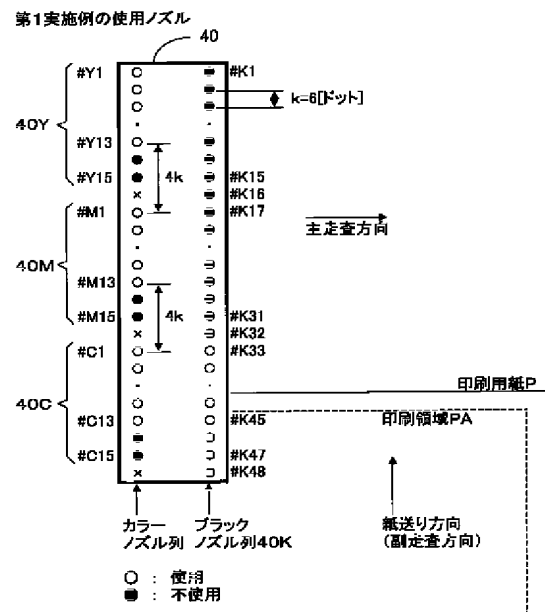 第1実施例の使用ノズル
40
#Y1
#K1
k=6[ドット]
40Y
#Y13
4k
#Y15
#K15
#K16
#M1
#K17
主走査方向
40M
#M13
#M15
4k
#K31
#K32
#C1
#K33
印刷用紙P
40C
#C13
#K45
印刷領域PA
#C15
#K47
#K48
カラー
ノズル列
ブラック
ノズル列40K
紙送り方向
(副走査方向)
○ : 使用
● : 不使用